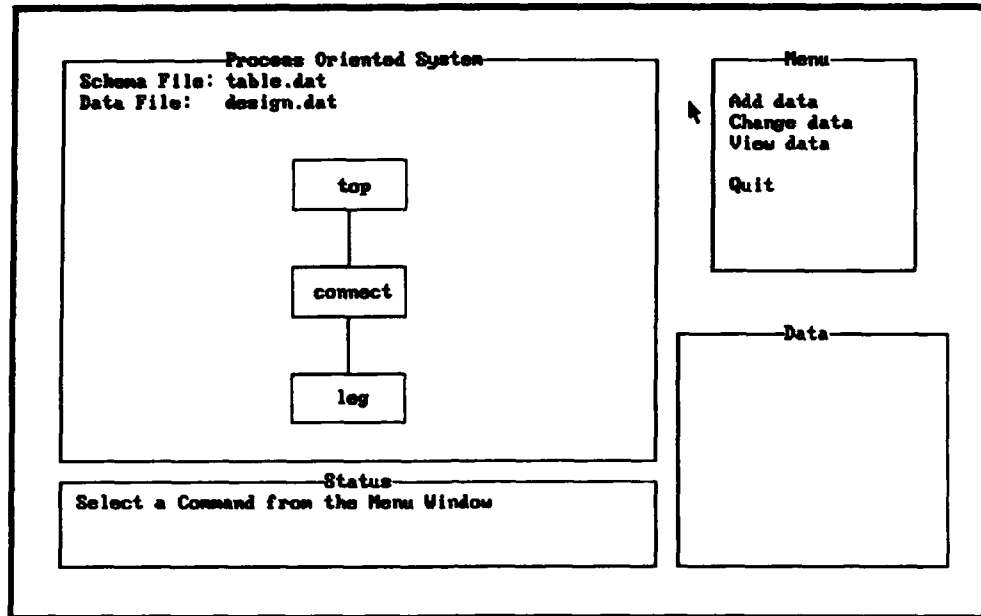 Process Oriented System
Schema File: table.dat
Data File: design.dat
top
connect
leg
Status
Select a Command from the Menu Window
Menu
Add data
Change data
View data
Quit
Data